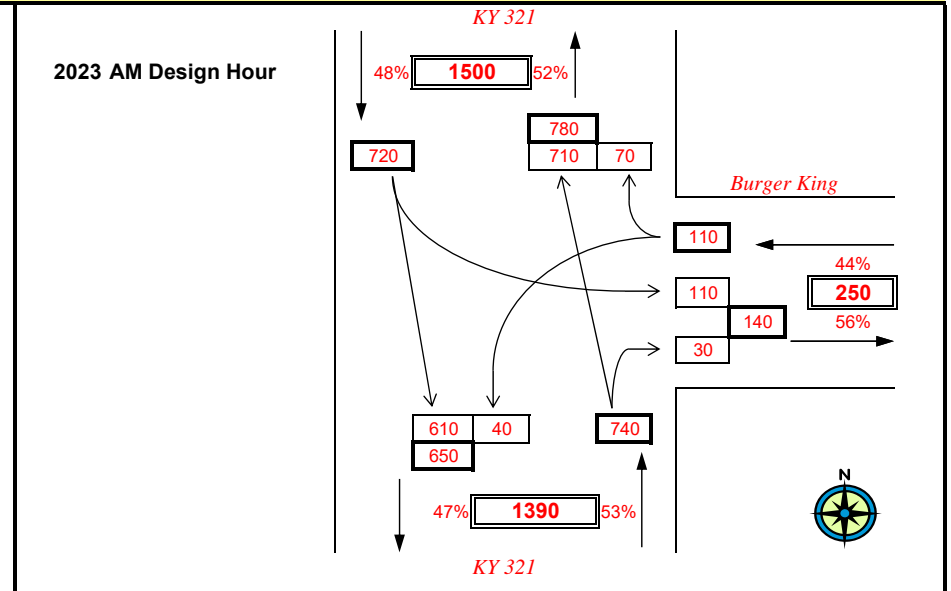 KY 321
2023 AM Design Hour
48% 1500 52%
780
720 710 70
Burger King
110
44%
110 250
140 56%
30
610 40 740
650
N
47% 1390 53%
KY 321